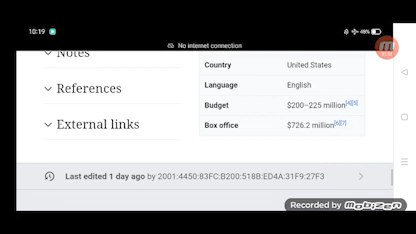 10:19
48%
No internet connection
Notes
References
External links
Country United States
Language English
Budget $200–225 million[4][5]
Box office $726.2 million[6][7]
Last edited 1 day ago by 2001:4450:83FC:B200:518B:ED4A:31F9:27F3
Recorded by mobizen